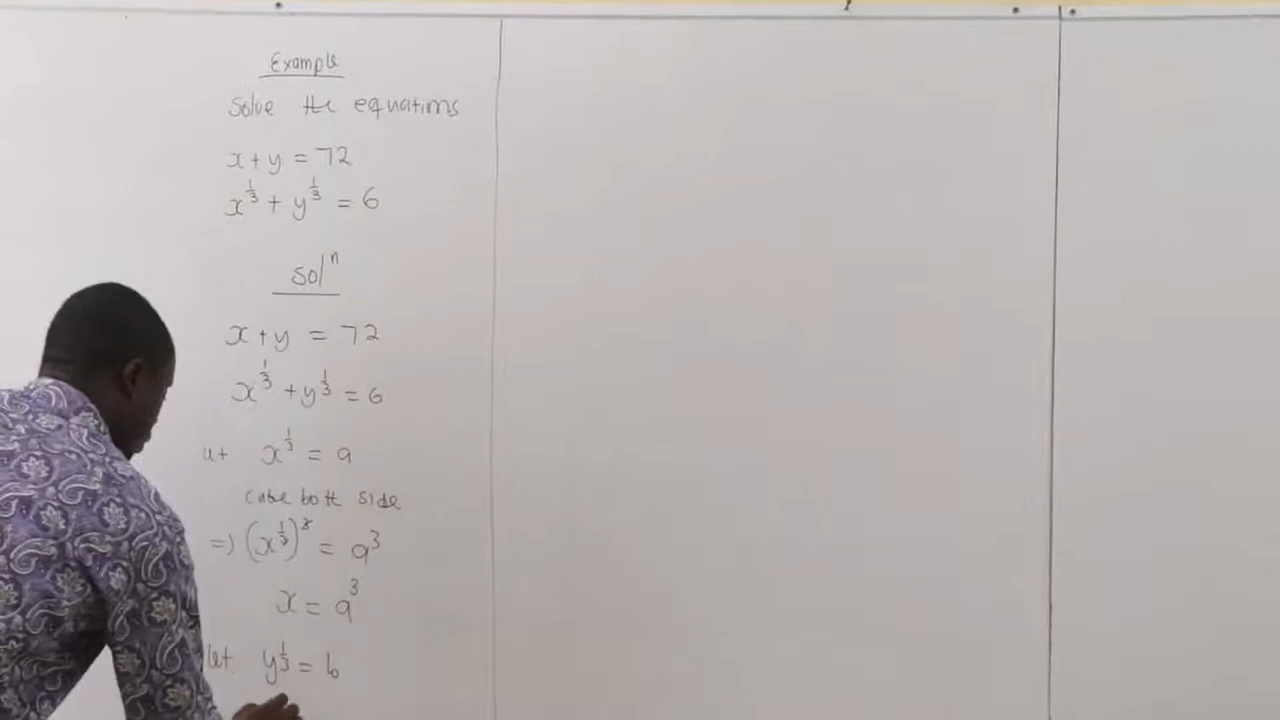 Example
Solve the equations
x + y = 72
x^{1/3} + y^{1/3} = 6
Sol^n
x + y = 72
x^{1/3} + y^{1/3} = 6
let x^{1/3} = a
cube both side
⇒ (x^{1/3})^3 = a^3
x = a^3
let y^{1/3} = b